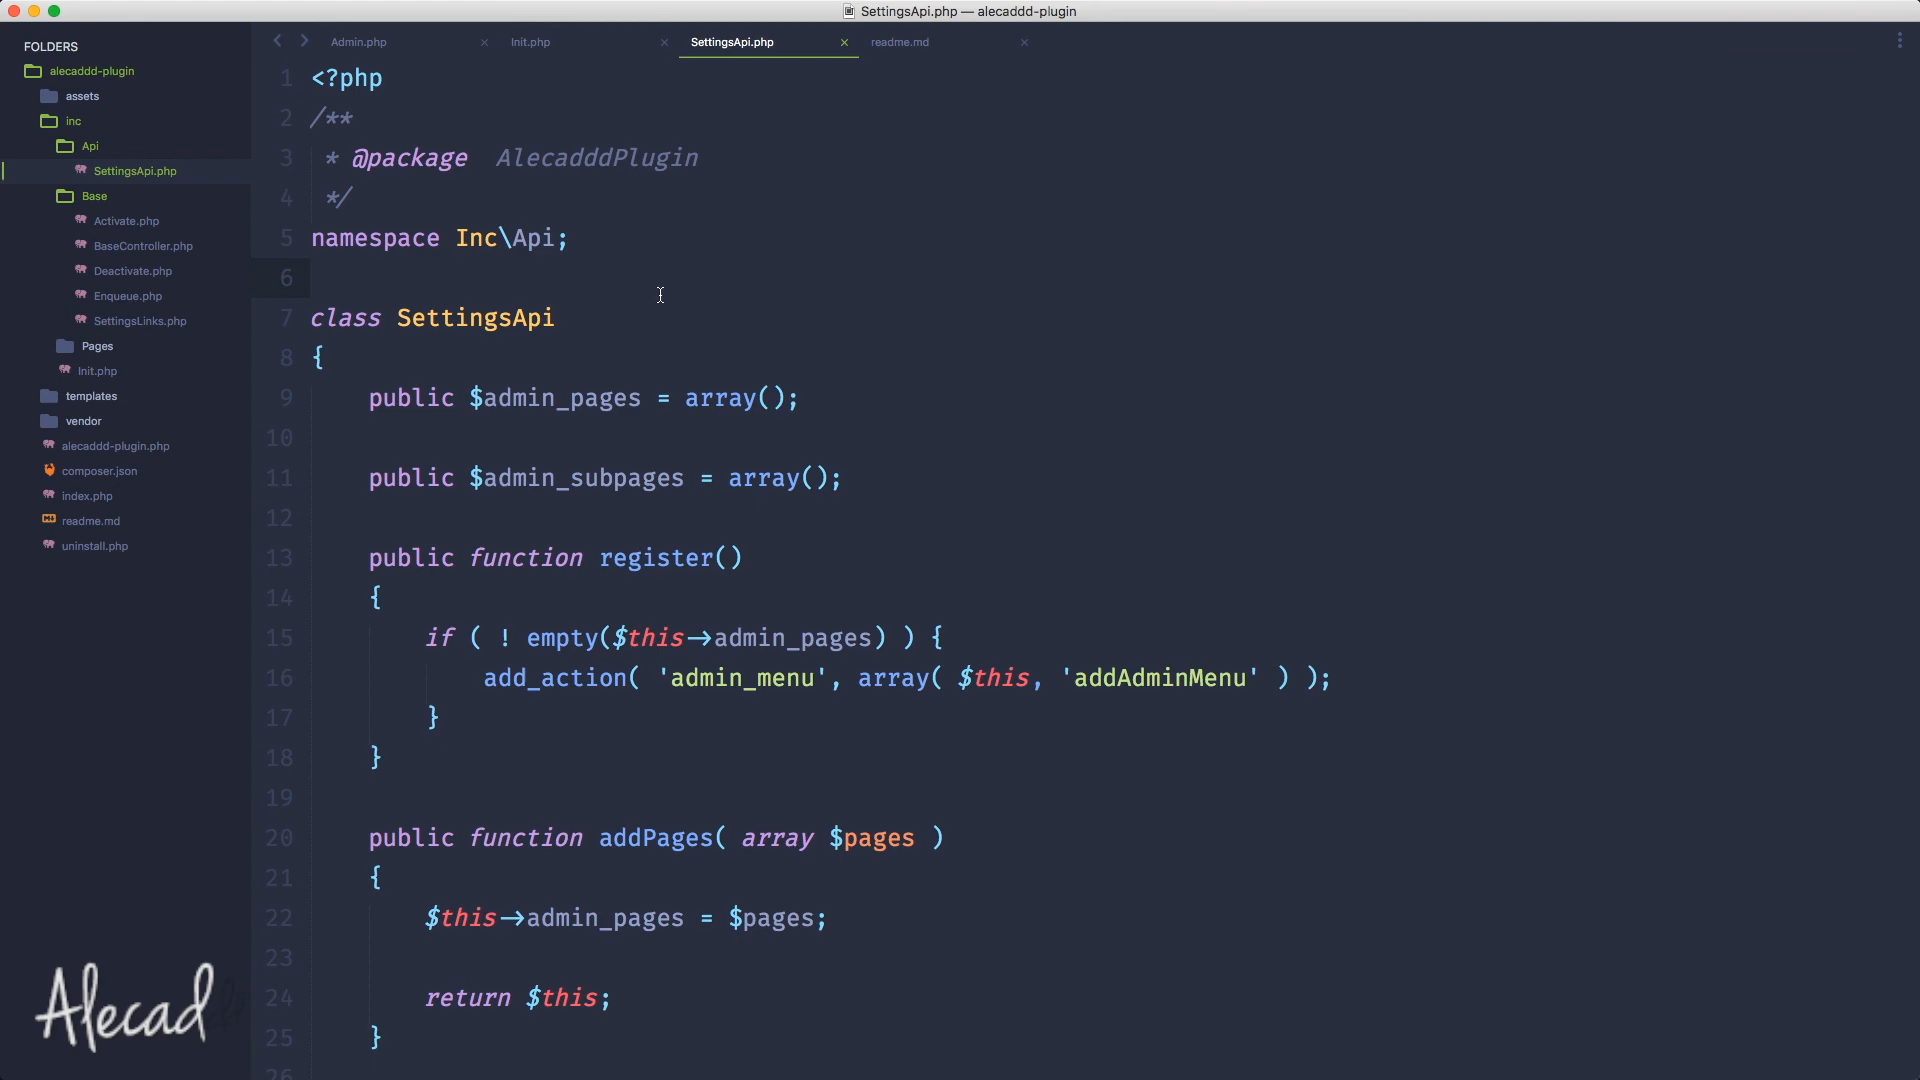 SettingsApi.php — alecaddd-plugin
FOLDERS
alecaddd-plugin
assets
inc
Api
SettingsApi.php
Base
Activate.php
BaseController.php
Deactivate.php
Enqueue.php
SettingsLinks.php
Pages
Init.php
templates
vendor
alecaddd-plugin.php
composer.json
index.php
readme.md
uninstall.php
Alecad
Admin.php
Init.php
SettingsApi.php
readme.md
1 <?php
2 /**
3 * @package AlecadddPlugin
4 */
5 namespace Inc\Api;
6
7 class SettingsApi
8 {
9 public $admin_pages = array();
10
11 public $admin_subpages = array();
12
13 public function register()
14 {
15 if ( ! empty($this->admin_pages) ) {
16 add_action( 'admin_menu', array( $this, 'addAdminMenu' ) );
17 }
18 }
19
20 public function addPages( array $pages )
21 {
22 $this->admin_pages = $pages;
23
24 return $this;
25 }
26